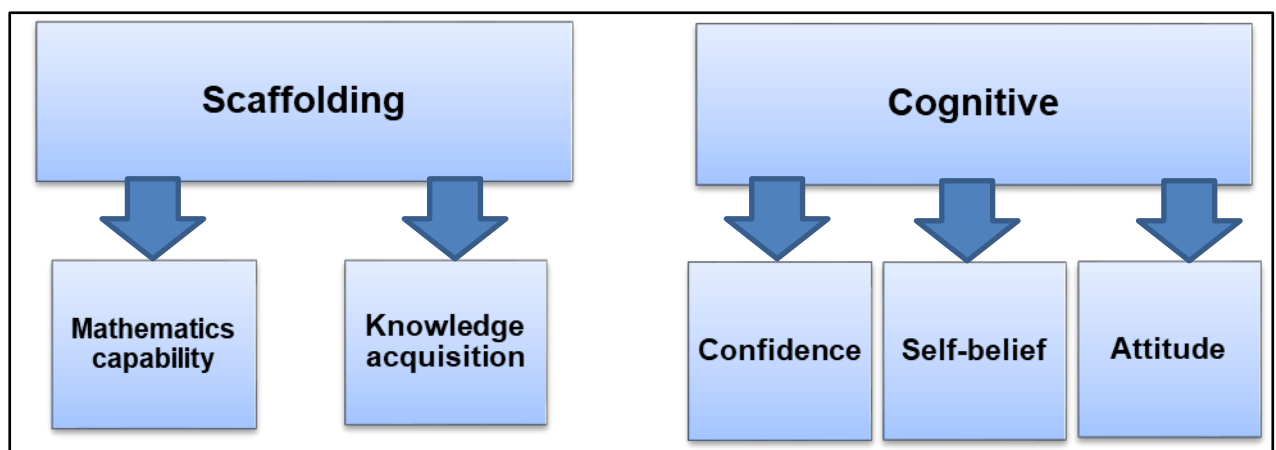 Scaffolding
Cognitive
Mathematics
capability
Knowledge
acquisition
Confidence
Self-belief
Attitude